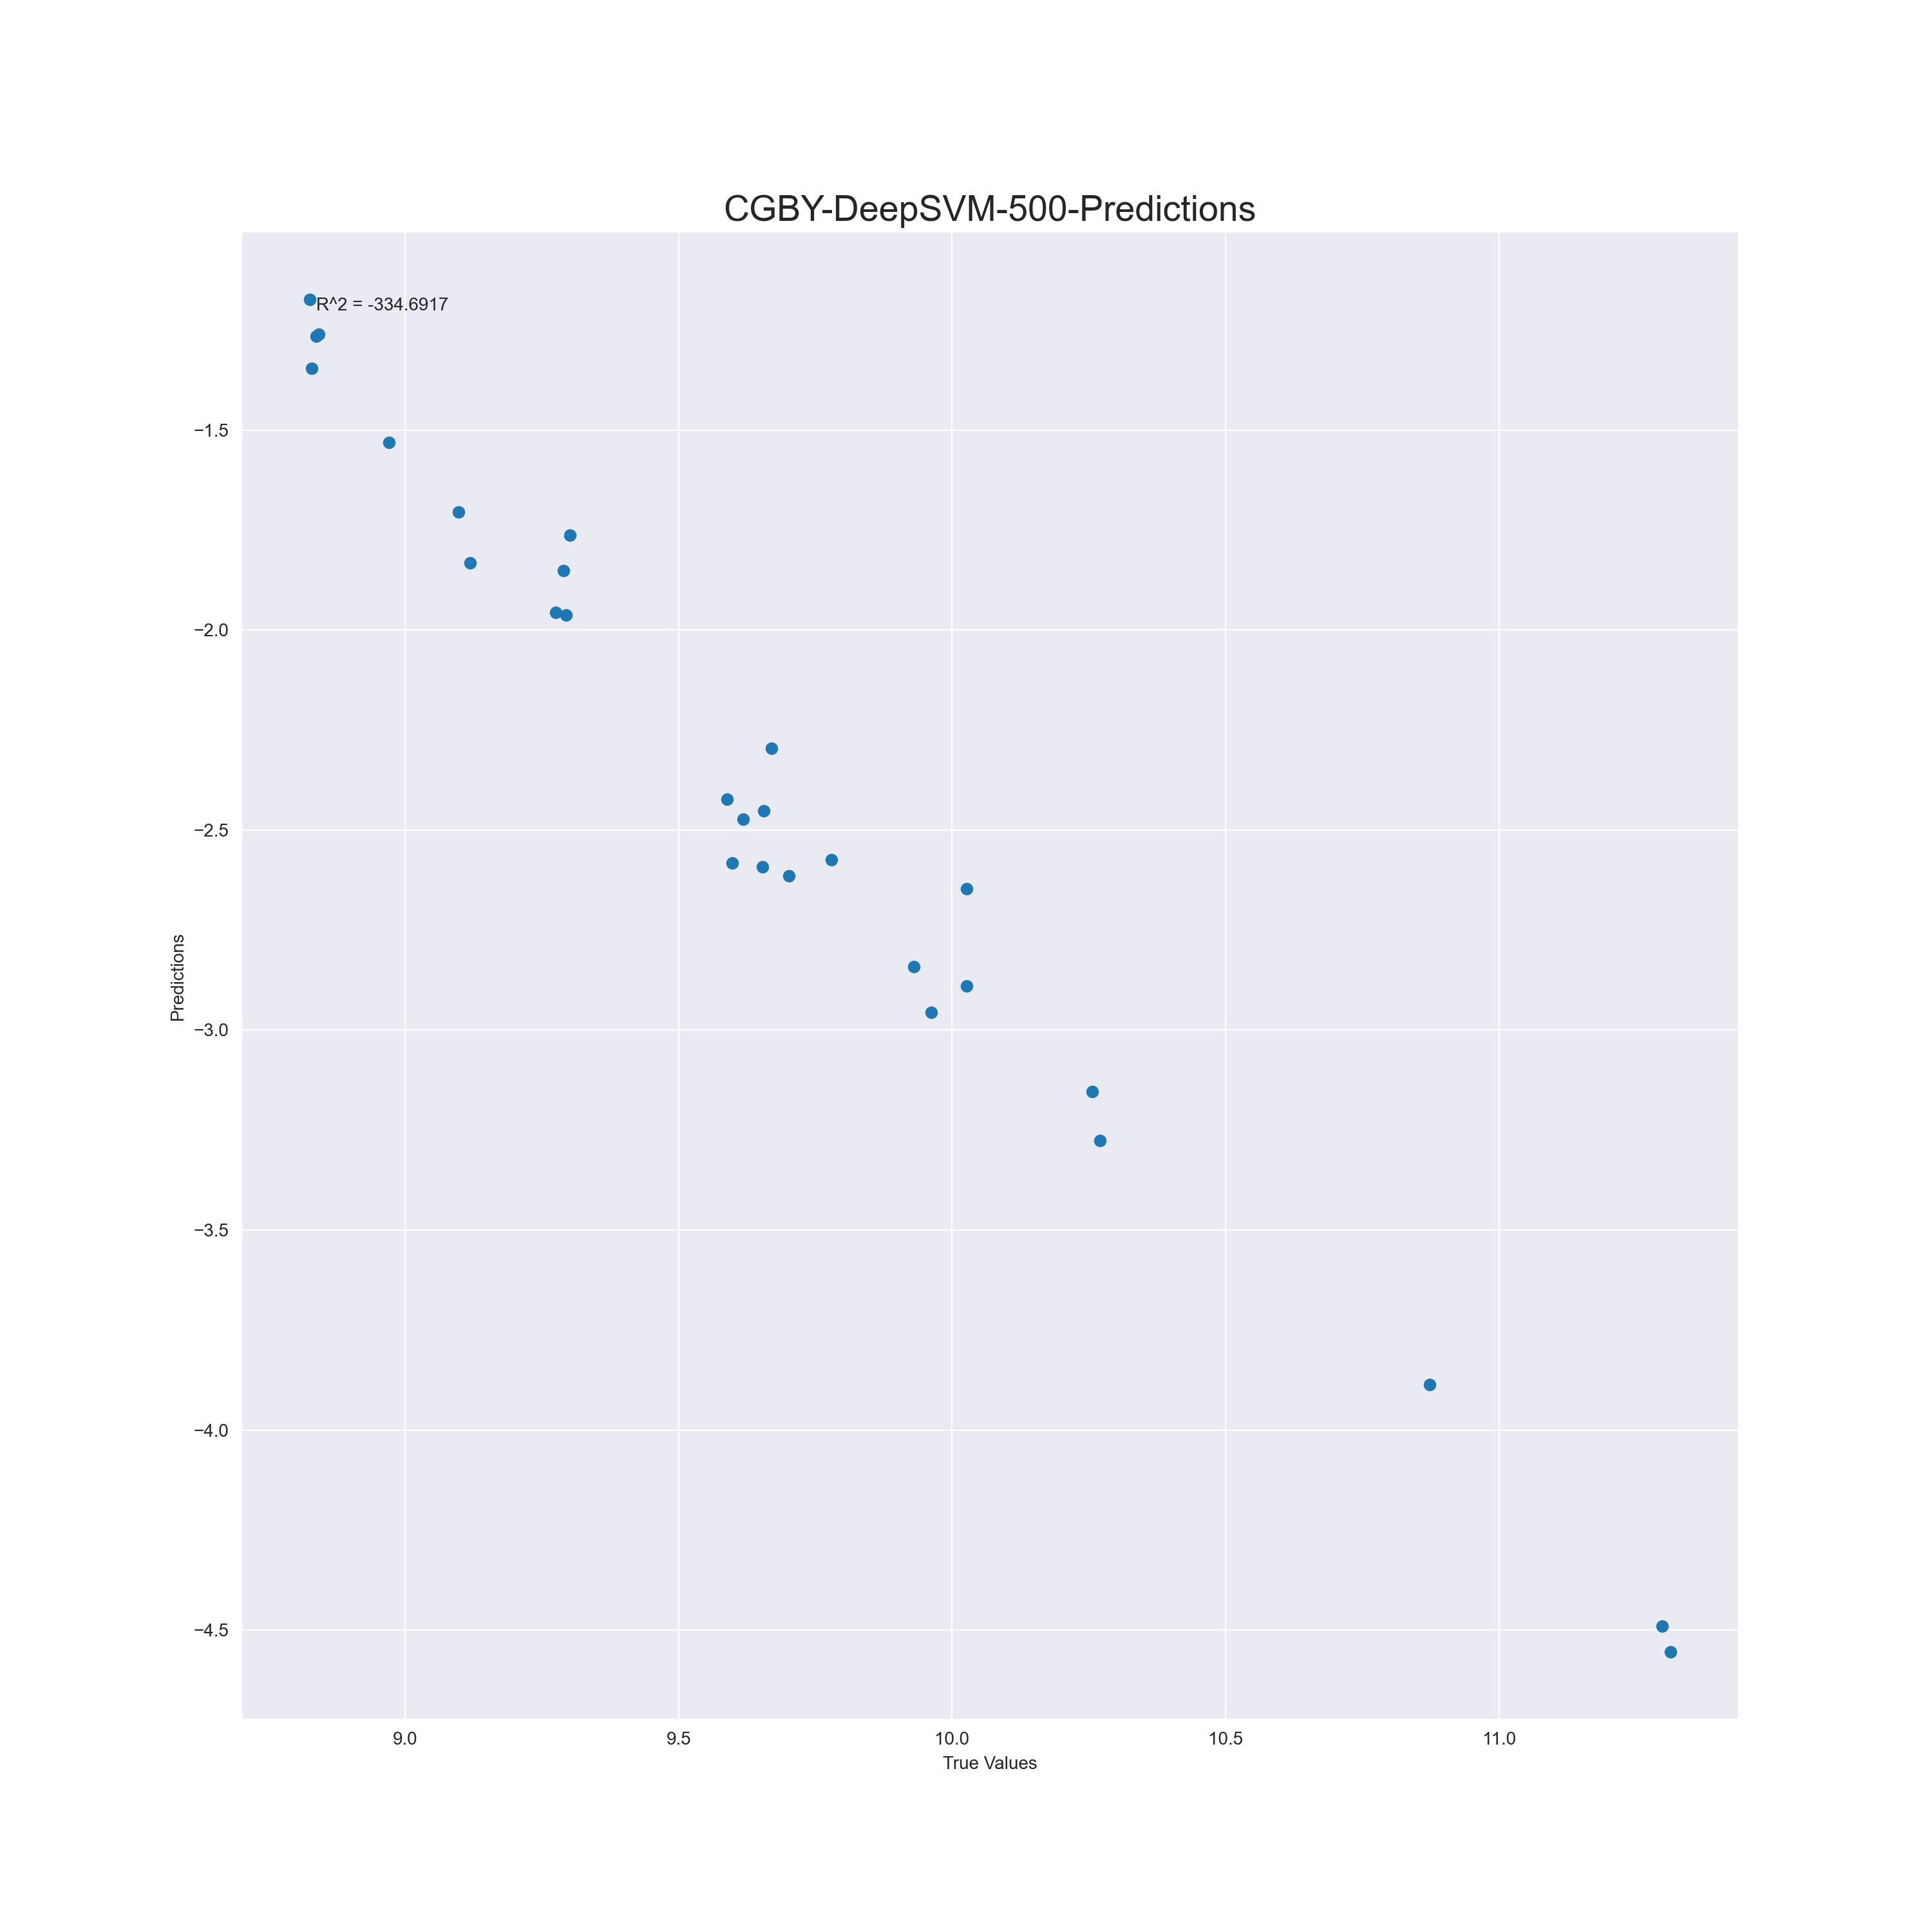 CGBY-DeepSVM-500-Predictions
R^2 = -334.6917
−1.5
−2.0
−2.5
−3.0
−3.5
−4.0
−4.5
Predictions
9.0 9.5 10.0 10.5 11.0
True Values